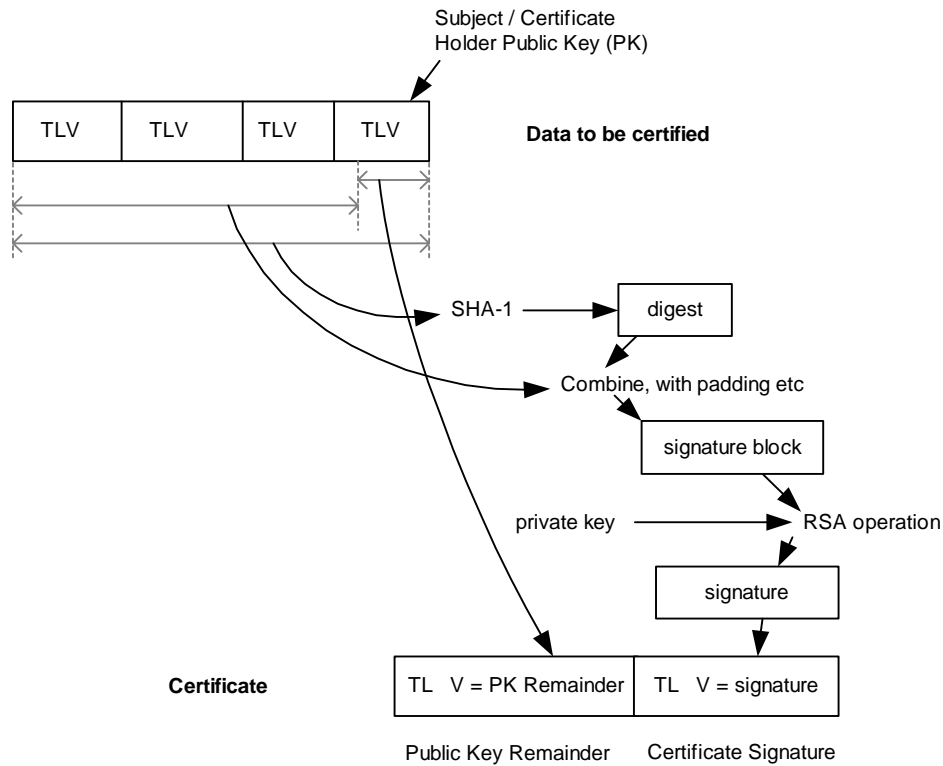 Subject / Certificate
Holder Public Key (PK)
TLV TLV TLV TLV
Data to be certified
SHA-1
digest
Combine, with padding etc
signature block
private key
RSA operation
signature
Certificate
TL V = PK Remainder
TL V = signature
Public Key Remainder
Certificate Signature